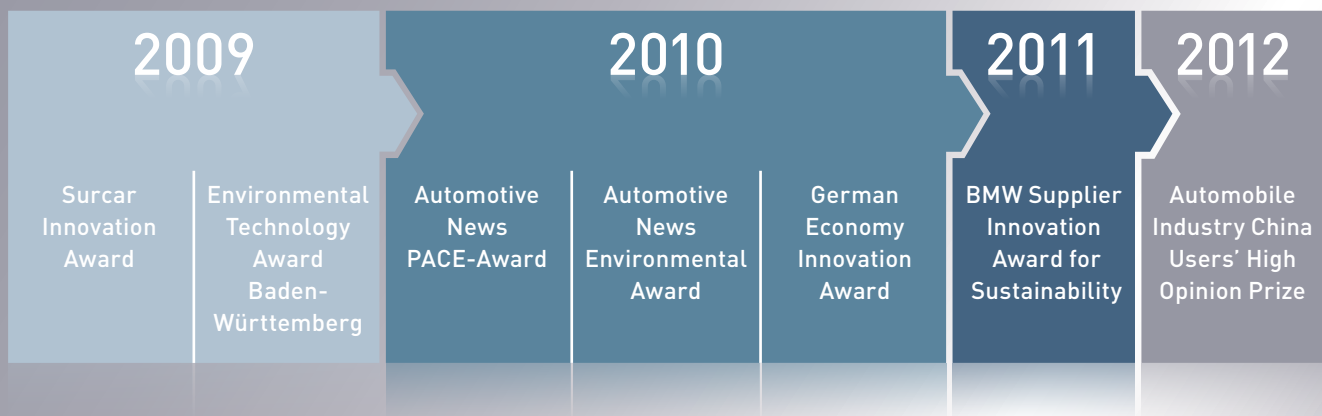 2009
Surcar
Innovation
Award
Environmental
Technology
Award
Baden-
Württemberg
2010
Automotive
News
PACE-Award
Automotive
News
Environmental
Award
German
Economy
Innovation
Award
2011
BMW Supplier
Innovation
Award for
Sustainability
2012
Automobile
Industry China
Users’ High
Opinion Prize